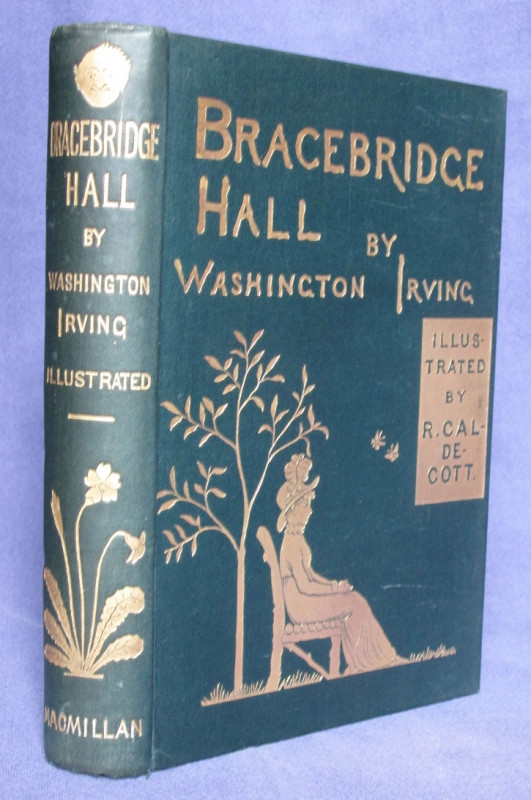 BRACEBRIDGE
HALL
BY
WASHINGTON
IRVING
ILLUSTRATED
MACMILLAN
BRACEBRIDGE
HALL BY
WASHINGTON IRVING
ILLUS-
TRATED
BY
R. CAL-
DE-
COTT.